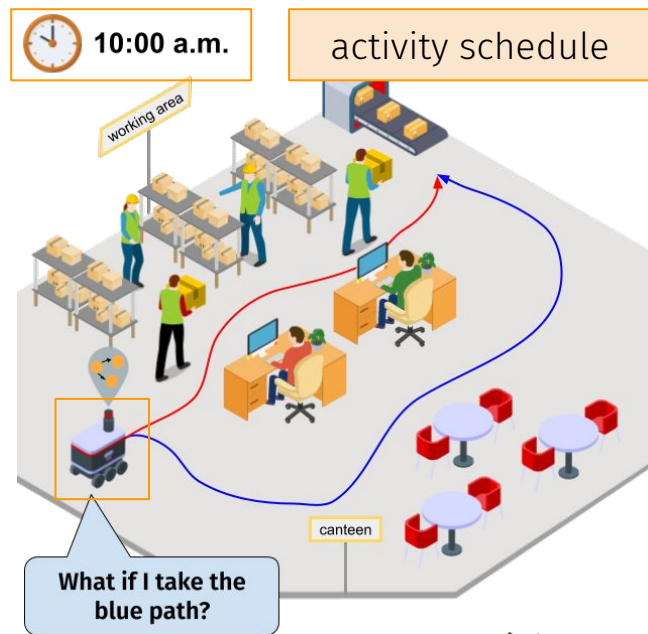 10:00 a.m.
activity schedule
working area
canteen
What if I take the
blue path?